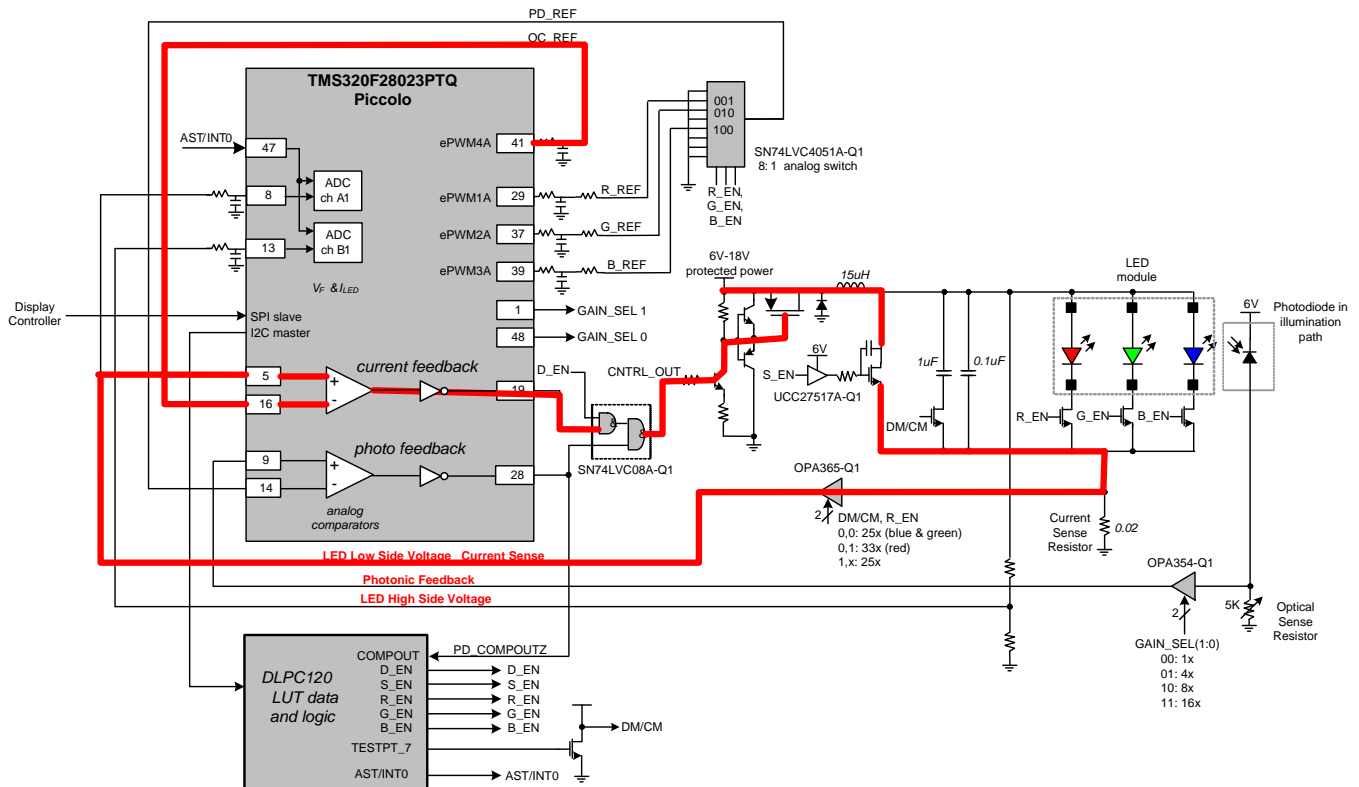 PD_REF
OC_REF
TMS320F28023PTQ
Piccolo
AST/INT0
47
8
13
ADC
ch A1
ADC
ch B1
VF & ILED
ePWM4A
41
ePWM1A
29
R_REF
ePWM2A
37
G_REF
ePWM3A
39
B_REF
1
GAIN_SEL 1
48
GAIN_SEL 0
001
010
100
SN74LVC4051A-Q1
8: 1 analog switch
R_EN,
G_EN,
B_EN
Display
Controller
SPI slave
I2C master
5
16
+
-
current feedback
19
D_EN
&
&
SN74LVC08A-Q1
photo feedback
9
14
+
-
28
analog
comparators
CNTRL_OUT
6V-18V
protected power
15uH
6V
S_EN
UCC27517A-Q1
1uF
0.1uF
DM/CM
LED
module
R_EN
G_EN
B_EN
6V
Photodiode in
illumination
path
OPA365-Q1
2
DM/CM, R_EN
0,0: 25x (blue & green)
0,1: 33x (red)
1,x: 25x
Current
Sense
Resistor
0.02
OPA354-Q1
2
5K
Optical
Sense
Resistor
GAIN_SEL(1:0)
00: 1x
01: 4x
10: 8x
11: 16x
LED Low Side Voltage Current Sense
Photonic Feedback
LED High Side Voltage
DLPC120
LUT data
and logic
COMPOUT
PD_COMPOUTZ
D_EN
D_EN
S_EN
S_EN
R_EN
R_EN
G_EN
G_EN
B_EN
B_EN
TESTPT_7
DM/CM
AST/INT0
AST/INT0